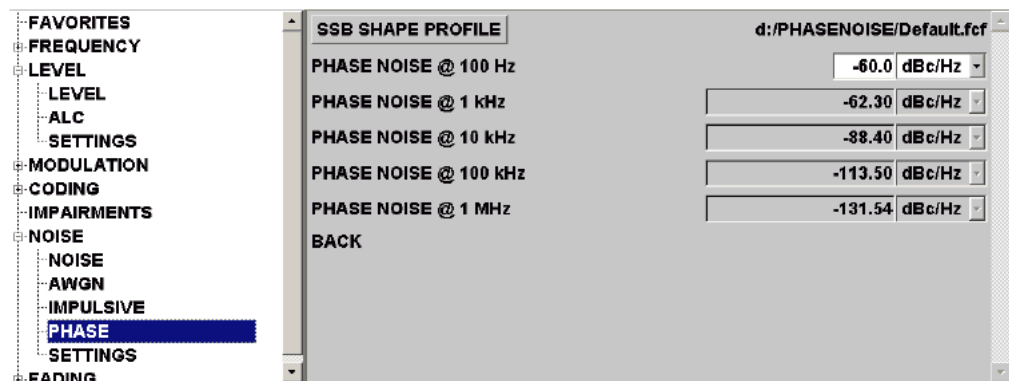 FAVORITES
FREQUENCY
LEVEL
LEVEL
ALC
SETTINGS
MODULATION
CODING
IMPAIRMENTS
NOISE
NOISE
AWGN
IMPULSIVE
PHASE
SETTINGS
FADING
SSB SHAPE PROFILE d:/PHASENOISE/Default.fcf
PHASE NOISE @ 100 Hz -60.0 dBc/Hz
PHASE NOISE @ 1 kHz -62.30 dBc/Hz
PHASE NOISE @ 10 kHz -88.40 dBc/Hz
PHASE NOISE @ 100 kHz -113.50 dBc/Hz
PHASE NOISE @ 1 MHz -131.54 dBc/Hz
BACK